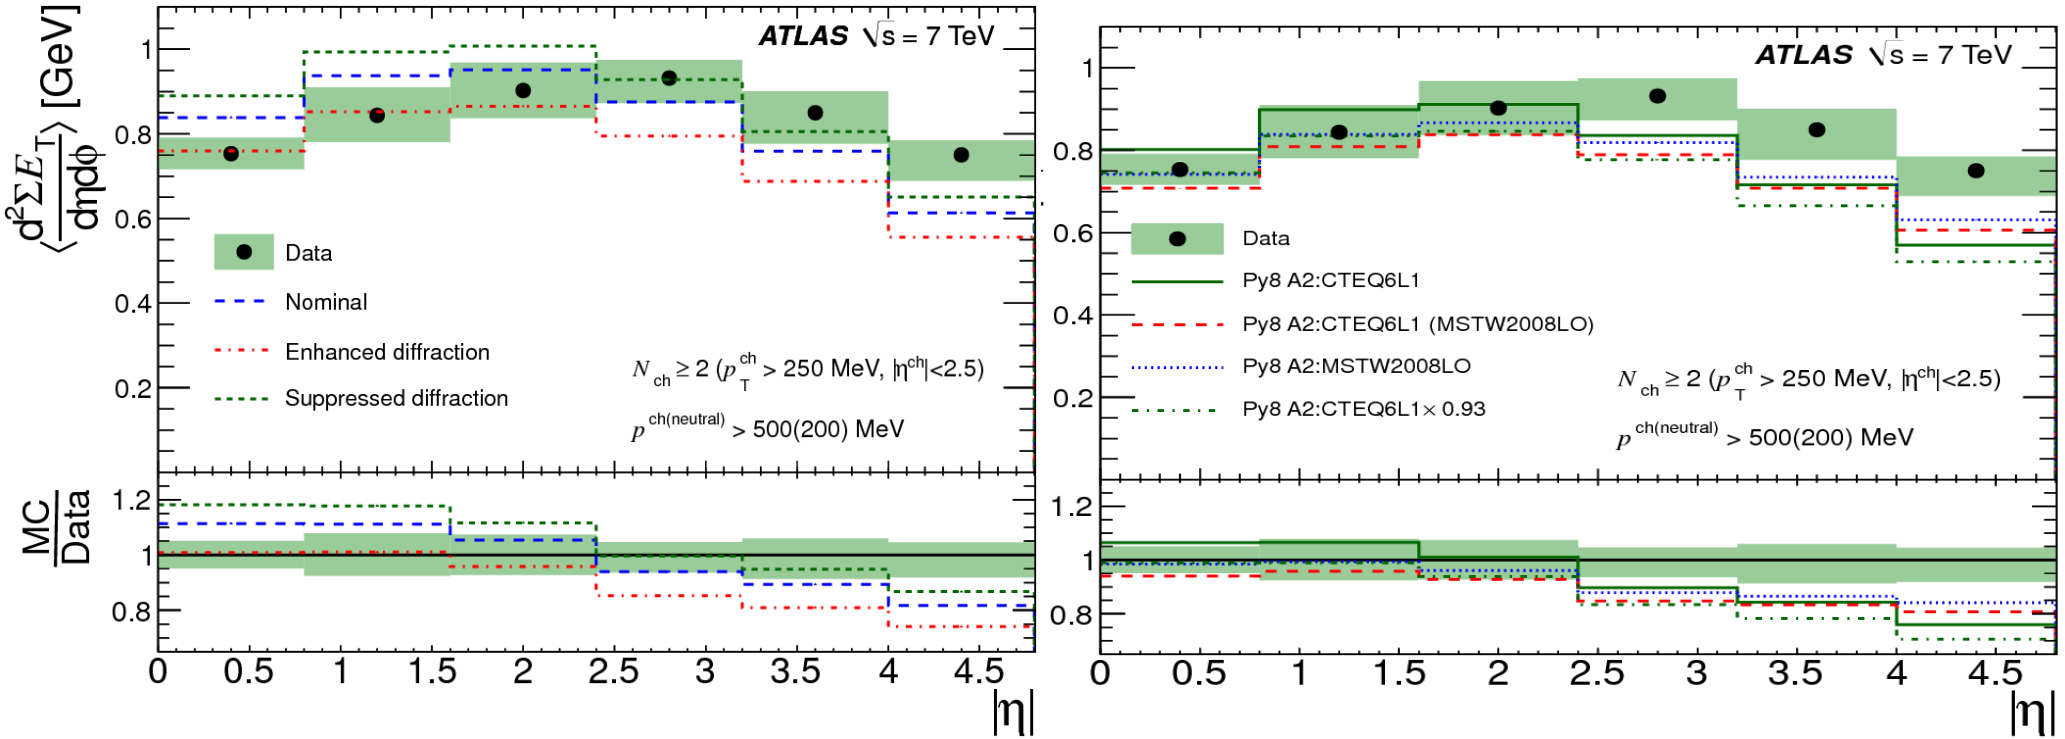 ATLAS √s = 7 TeV
⟨d²ΣE_T/dηdϕ⟩ [GeV]
1
0.8
0.6
0.4
0.2
Data
Nominal
Enhanced diffraction
Suppressed diffraction
N_ch ≥ 2 (p_T^ch > 250 MeV, |η^ch|<2.5)
p^ch(neutral) > 500(200) MeV
MC/Data
1.2
1
0.8
0 0.5 1 1.5 2 2.5 3 3.5 4 4.5
|η|
ATLAS √s = 7 TeV
1
0.8
0.6
0.4
0.2
Data
Py8 A2:CTEQ6L1
Py8 A2:CTEQ6L1 (MSTW2008LO)
Py8 A2:MSTW2008LO
Py8 A2:CTEQ6L1× 0.93
N_ch ≥ 2 (p_T^ch > 250 MeV, |η^ch|<2.5)
p^ch(neutral) > 500(200) MeV
1.2
1
0.8
0 0.5 1 1.5 2 2.5 3 3.5 4 4.5
|η|